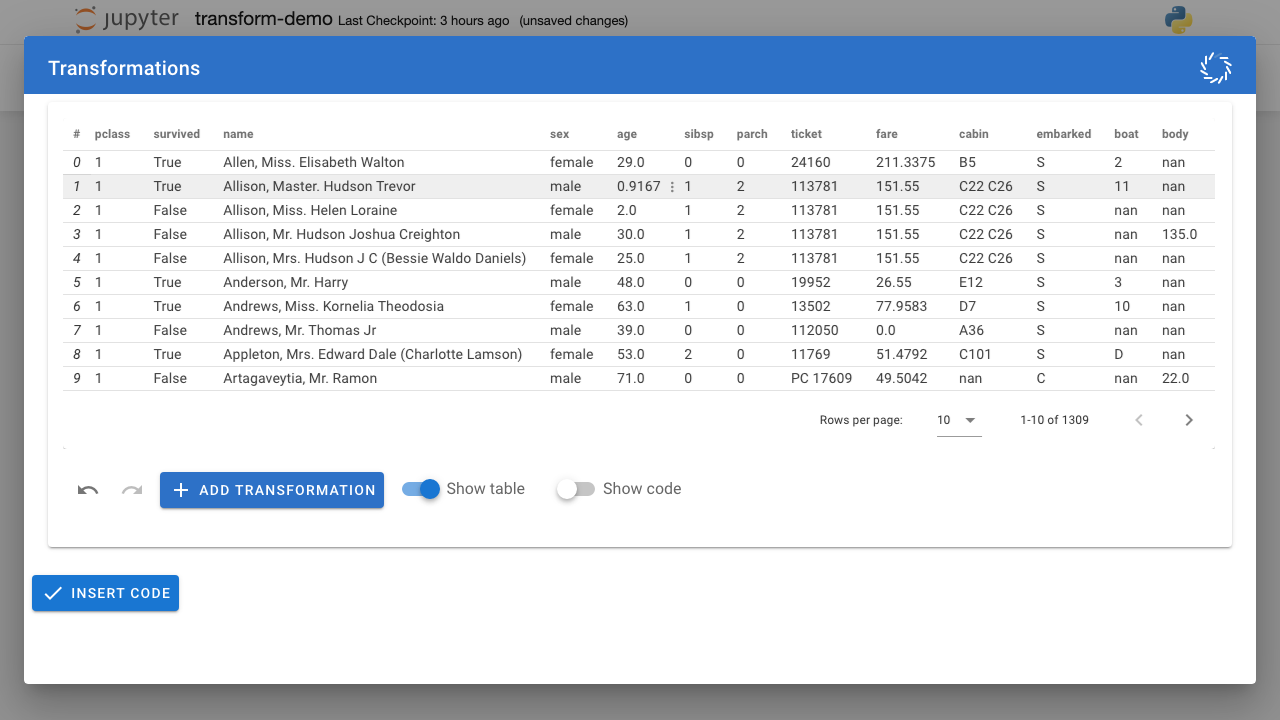 jupyter transform-demo Last Checkpoint: 3 hours ago (unsaved changes)
Transformations
# pclass survived name sex age sibsp parch ticket fare cabin embarked boat body
0 1 True Allen, Miss. Elisabeth Walton female 29.0 0 0 24160 211.3375 B5 S 2 nan
1 1 True Allison, Master. Hudson Trevor male 0.9167 1 2 113781 151.55 C22 C26 S 11 nan
2 1 False Allison, Miss. Helen Loraine female 2.0 1 2 113781 151.55 C22 C26 S nan nan
3 1 False Allison, Mr. Hudson Joshua Creighton male 30.0 1 2 113781 151.55 C22 C26 S nan 135.0
4 1 False Allison, Mrs. Hudson J C (Bessie Waldo Daniels) female 25.0 1 2 113781 151.55 C22 C26 S nan nan
5 1 True Anderson, Mr. Harry male 48.0 0 0 19952 26.55 E12 S 3 nan
6 1 True Andrews, Miss. Kornelia Theodosia female 63.0 1 0 13502 77.9583 D7 S 10 nan
7 1 False Andrews, Mr. Thomas Jr male 39.0 0 0 112050 0.0 A36 S nan nan
8 1 True Appleton, Mrs. Edward Dale (Charlotte Lamson) female 53.0 2 0 11769 51.4792 C101 S D nan
9 1 False Artagaveytia, Mr. Ramon male 71.0 0 0 PC 17609 49.5042 nan C nan 22.0
Rows per page: 10 1-10 of 1309
ADD TRANSFORMATION Show table Show code
INSERT CODE